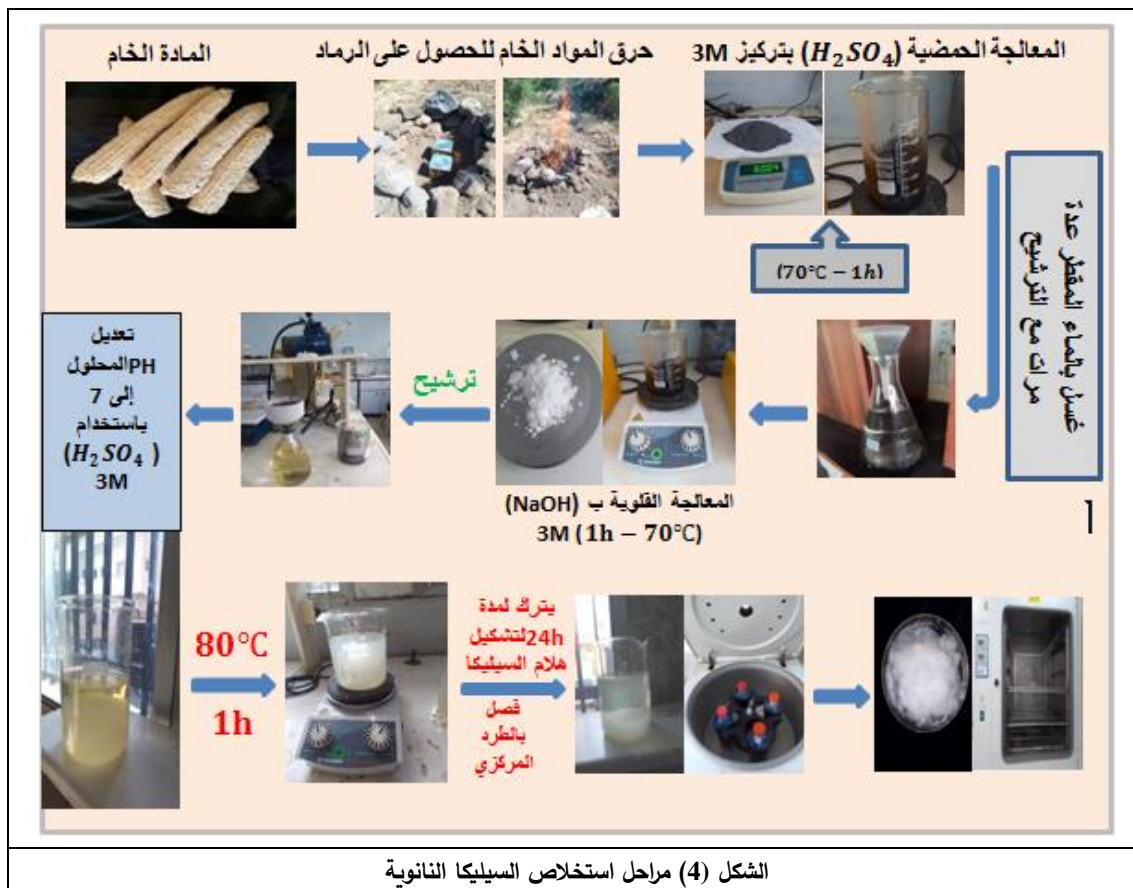 المادة الخام
حرق المواد الخام للحصول على الرماد
المعالجة الحمضية (H₂SO₄) بتركيز 3M
(70°C – 1h)
غسل بالماء المقطر عدة
مرات مع الترشيح
المعالجة القلوية ب (NaOH)
3M (1h – 70°C)
ترشيح
تعديل
PHالمحلول
إلى 7
باستخدام
(H₂SO₄)
3M
أ
80°C
1h
يترك لمدة
24hلتشكيل
هلام السيليكا
فصل
بالطرد
المركزي
الشكل (4) مراحل استخلاص السيليكا النانوية